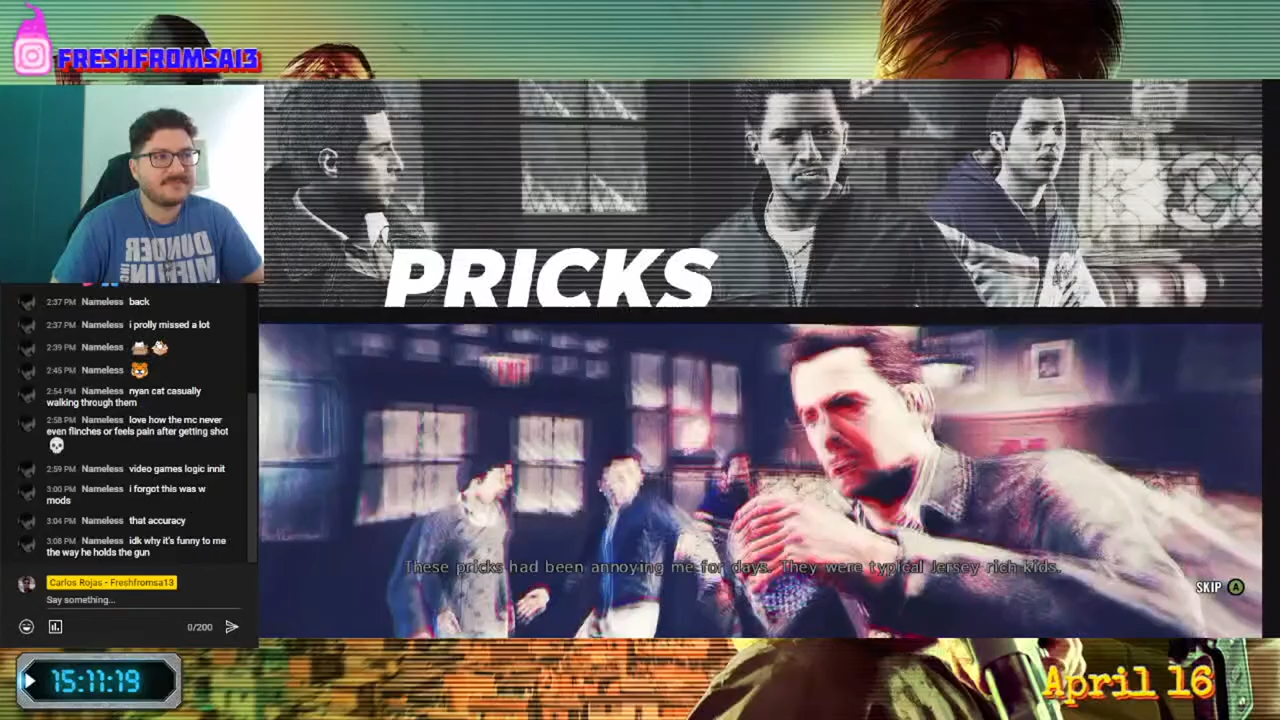 FRESHFROMSA13
PRICKS
DUNDER
MIFFLIN
2:37 PM Nameless back
2:37 PM Nameless i prolly missed a lot
2:39 PM Nameless
2:45 PM Nameless
2:54 PM Nameless nyan cat casually
walking through them
2:58 PM Nameless love how the mc never
even flinches or feels pain after getting shot
2:59 PM Nameless video games logic innit
3:00 PM Nameless i forgot this was w
mods
3:04 PM Nameless that accuracy
3:08 PM Nameless idk why it's funny to me
the way he holds the gun
Carlos Rojas - Freshfromsa13
Say something...
0/200
EXIT
These pricks had been annoying me for days. They were typical Jersey rich kids.
SKIP A
15:11:19
April 16